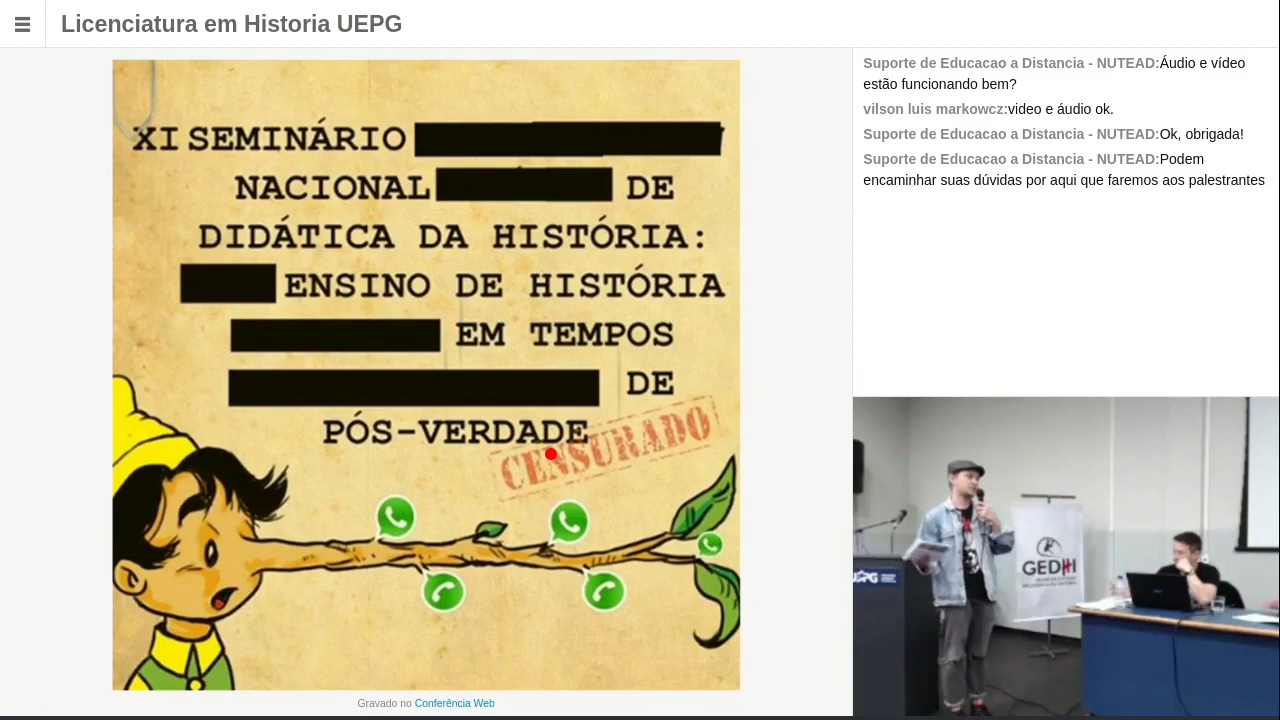 Licenciatura em Historia UEPG
XI SEMINÁRIO
NACIONAL DE
DIDÁTICA DA HISTÓRIA:
ENSINO DE HISTÓRIA
EM TEMPOS
DE
PÓS-VERDADE
CENSURADO
Gravado no Conferência Web
Suporte de Educacao a Distancia - NUTEAD:Áudio e vídeo
estão funcionando bem?
vilson luis markowcz:video e áudio ok.
Suporte de Educacao a Distancia - NUTEAD:Ok, obrigada!
Suporte de Educacao a Distancia - NUTEAD:Podem
encaminhar suas dúvidas por aqui que faremos aos palestrantes
UEPG
GEDHI